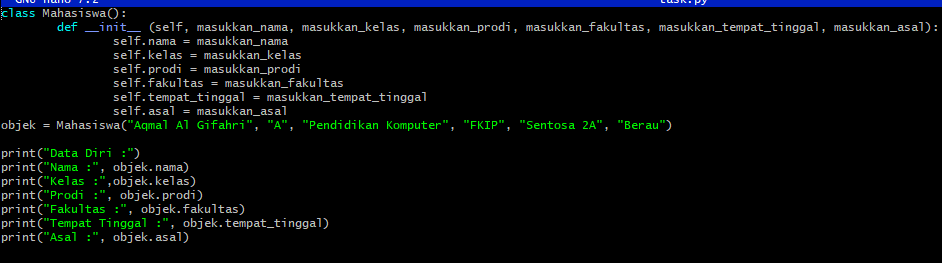 GNU nano 7.2 task.py
class Mahasiswa():
        def __init__ (self, masukkan_nama, masukkan_kelas, masukkan_prodi, masukkan_fakultas, masukkan_tempat_tinggal, masukkan_asal):
                self.nama = masukkan_nama
                self.kelas = masukkan_kelas
                self.prodi = masukkan_prodi
                self.fakultas = masukkan_fakultas
                self.tempat_tinggal = masukkan_tempat_tinggal
                self.asal = masukkan_asal
objek = Mahasiswa("Aqmal Al Gifahri", "A", "Pendidikan Komputer", "FKIP", "Sentosa 2A", "Berau")

print("Data Diri :")
print("Nama :", objek.nama)
print("Kelas :",objek.kelas)
print("Prodi :", objek.prodi)
print("Fakultas :", objek.fakultas)
print("Tempat Tinggal :", objek.tempat_tinggal)
print("Asal :", objek.asal)